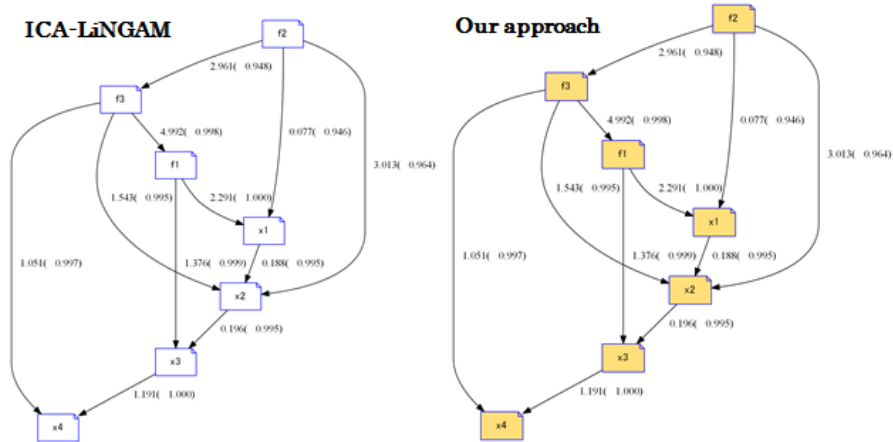 ICA-LiNGAM
f2
2.961( 0.948)
f3
4.992( 0.998)
0.077( 0.946)
f1
3.013( 0.964)
1.543( 0.995)
2.291( 1.000)
x1
1.051( 0.997)
1.376( 0.999)
0.188( 0.995)
x2
0.196( 0.995)
x3
1.191( 1.000)
x4
Our approach
f2
2.961( 0.948)
f3
4.992( 0.998)
0.077( 0.946)
f1
3.013( 0.964)
1.543( 0.995)
2.291( 1.000)
x1
1.051( 0.997)
1.376( 0.999)
0.188( 0.995)
x2
0.196( 0.995)
x3
1.191( 1.000)
x4